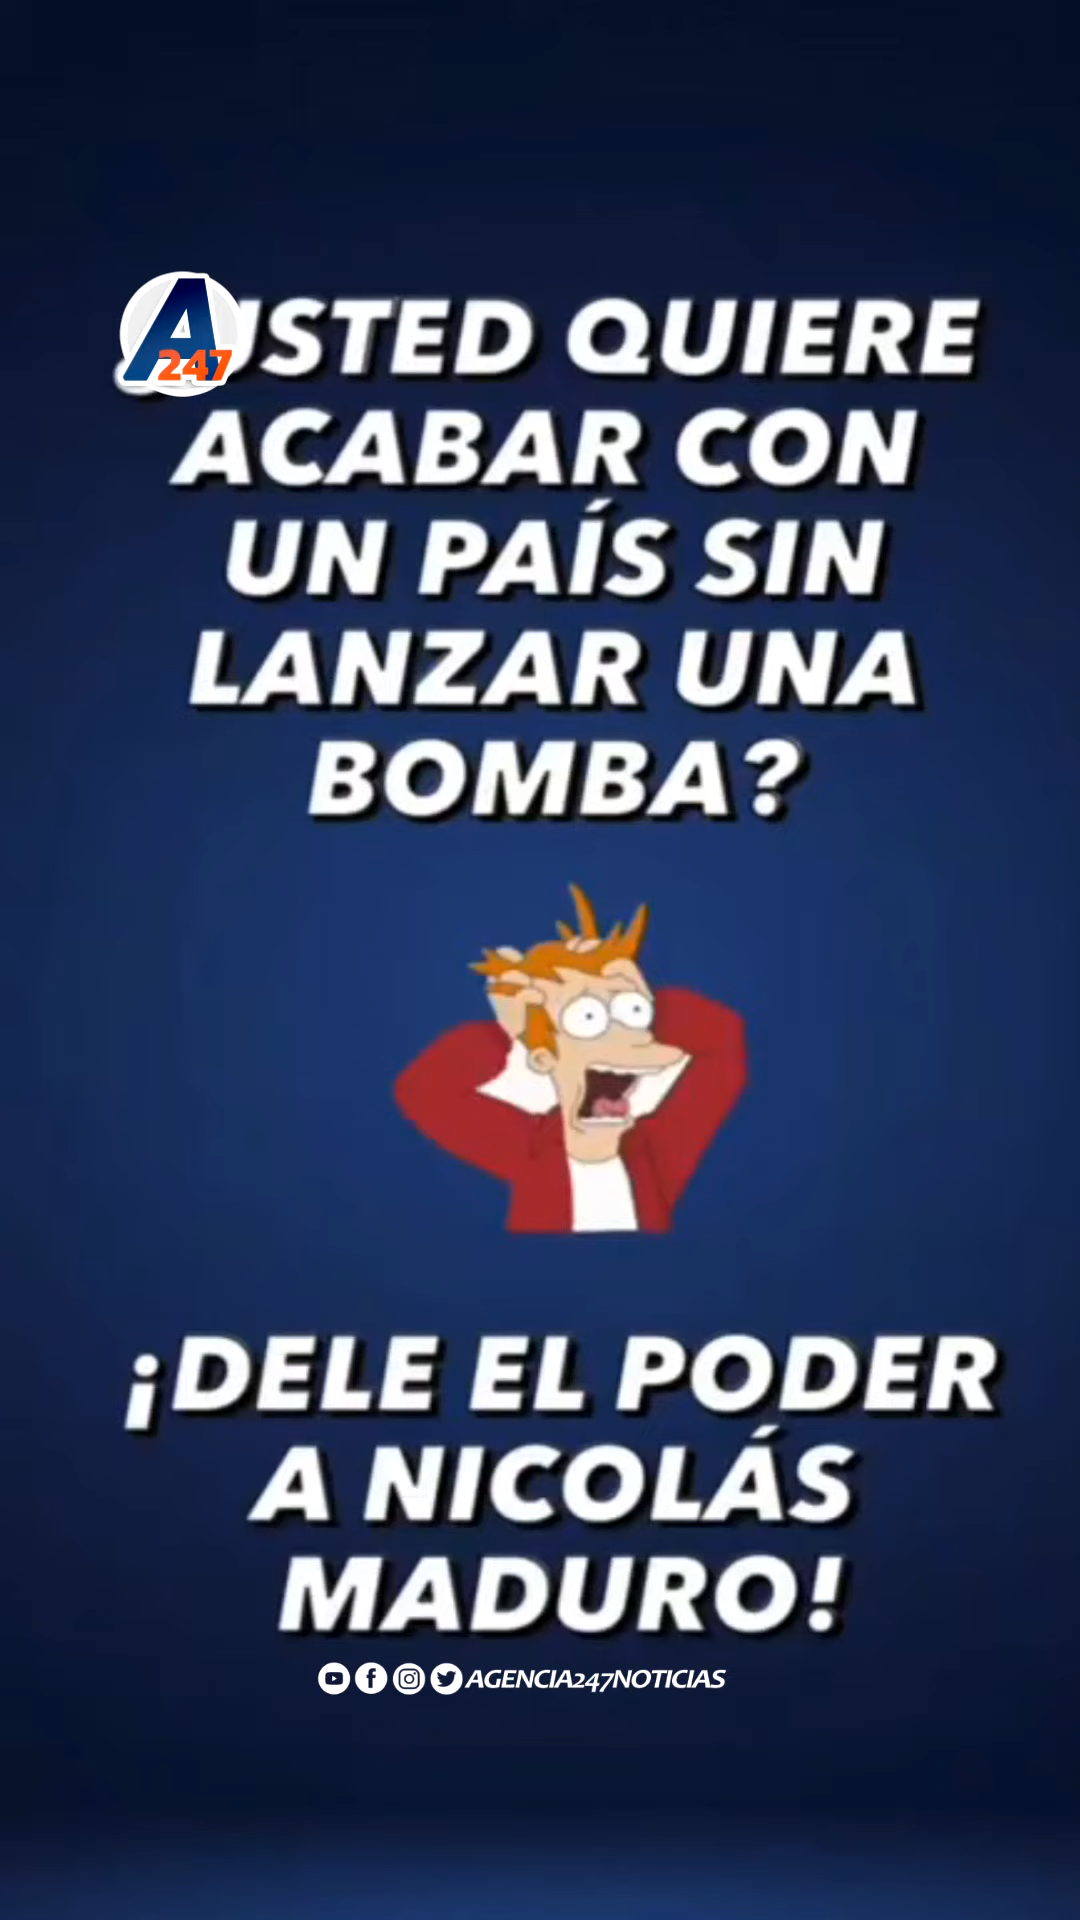 A
247
¿USTED QUIERE
ACABAR CON
UN PAÍS SIN
LANZAR UNA
BOMBA?
¡DELE EL PODER
A NICOLÁS
MADURO!
AGENCIA247NOTICIAS